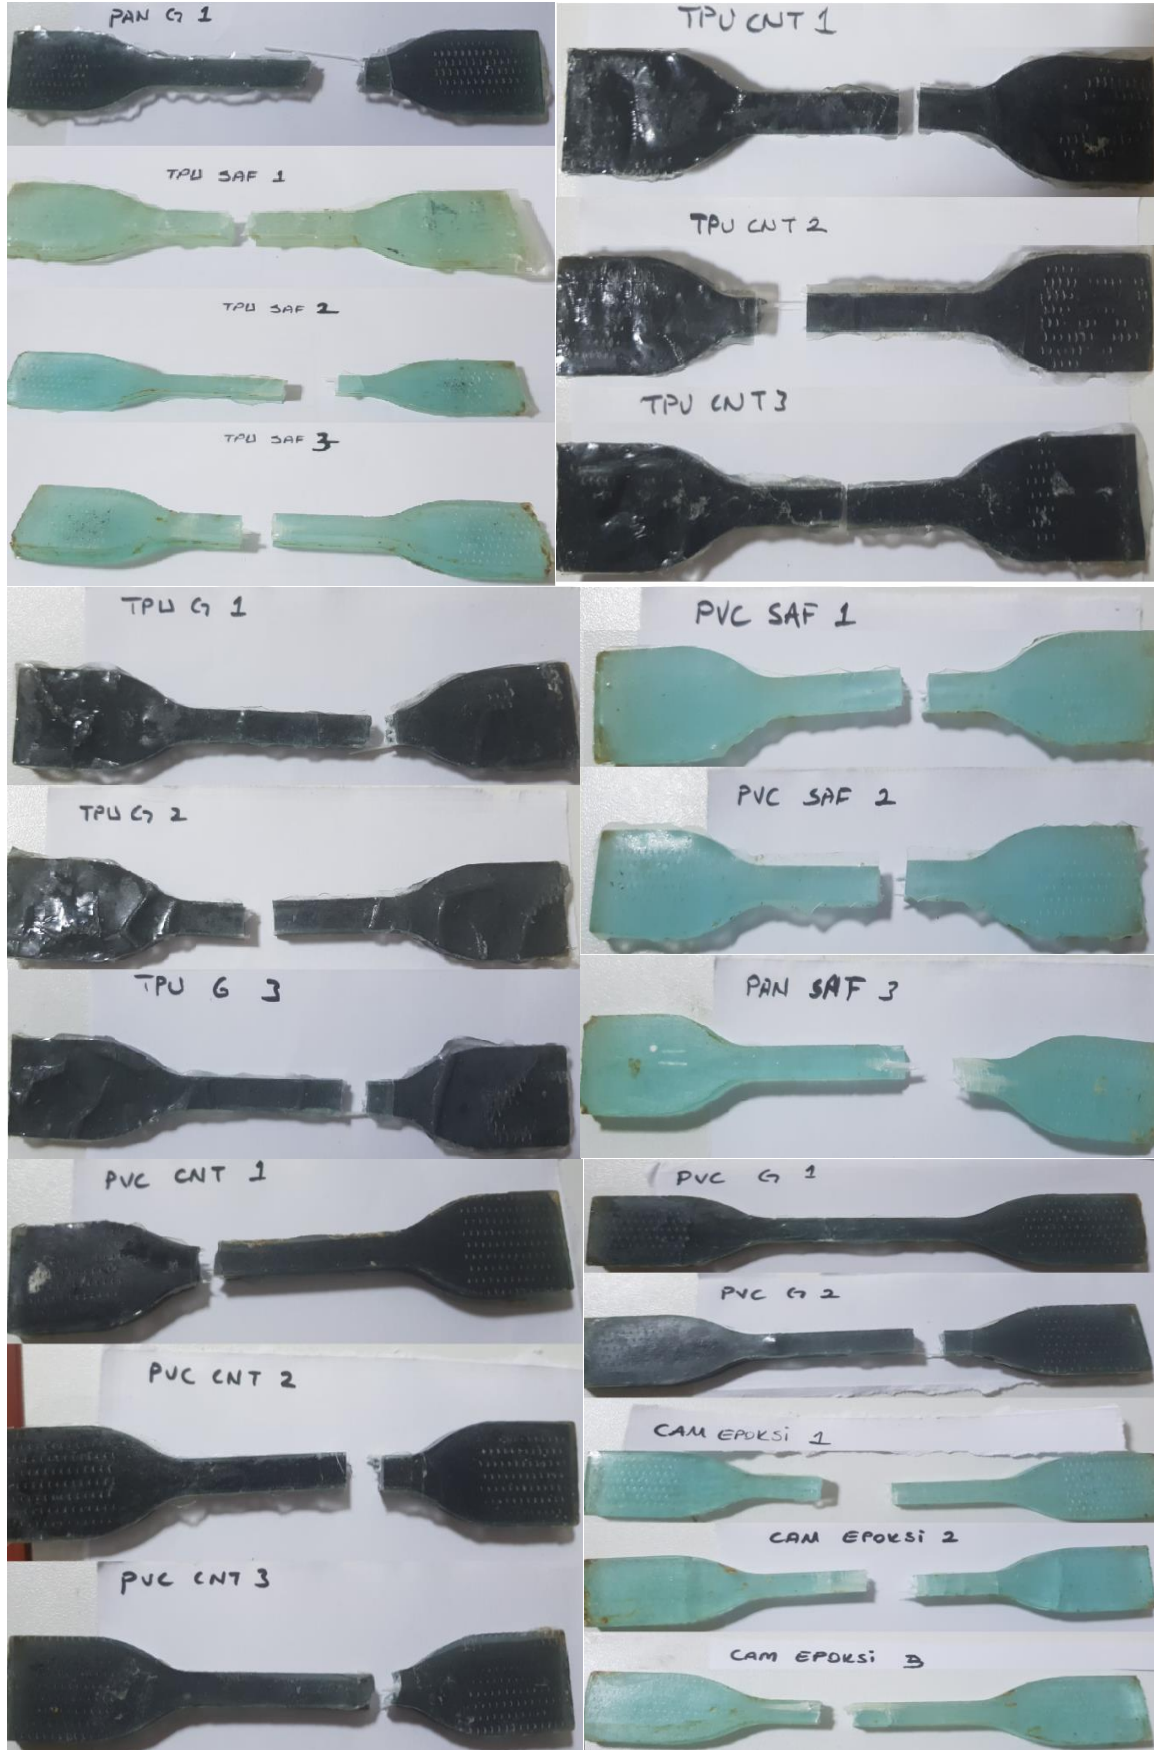 PAN G 1
TPU SAF 1
TPU SAF 2
TPU SAF 3
TPU CNT 1
TPU CNT 2
TPU CNT 3
TPU G 1
TPU G 2
TPU G 3
PVC SAF 1
PVC SAF 2
PAN SAF 3
PVC CNT 1
PVC CNT 2
PVC CNT 3
PVC G 1
PVC G 2
CAM EPOKSİ 1
CAM EPOKSİ 2
CAM EPOKSİ 3